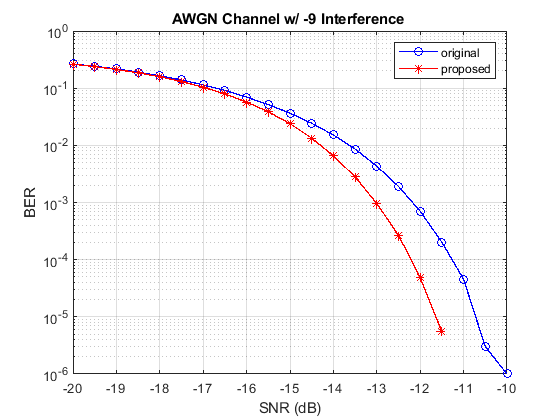 AWGN Channel w/ -9 Interference
original
proposed
10^0
10^-1
10^-2
10^-3
10^-4
10^-5
10^-6
BER
-20 -19 -18 -17 -16 -15 -14 -13 -12 -11 -10
SNR (dB)